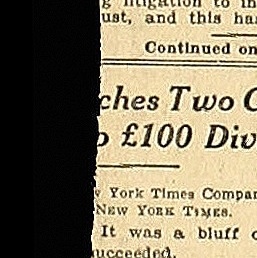 g litigation to in
ust, and this ha
Continued on
ches Two C
o £100 Div
w York Times Compan
NEW YORK TIMES.
It was a bluff
ucceeded.